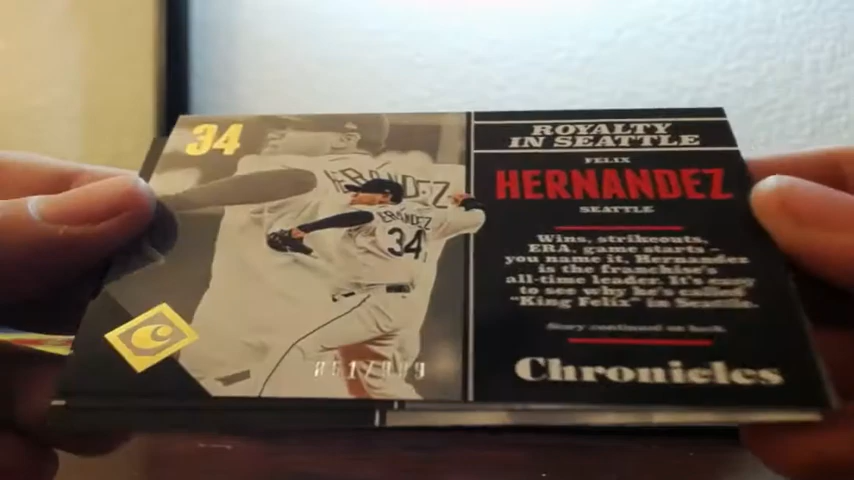 34
HERNANDEZ
HERNANDEZ
34
C
ROYALTY
IN SEATTLE
FELIX
HERNANDEZ
SEATTLE
Wins, strikeouts,
ERA, game starts–
you name it, Hernandez
is the franchise's
all-time leader. It's easy
to see why he's called
"King Felix" in Seattle.
Story continued on back
Chronicles